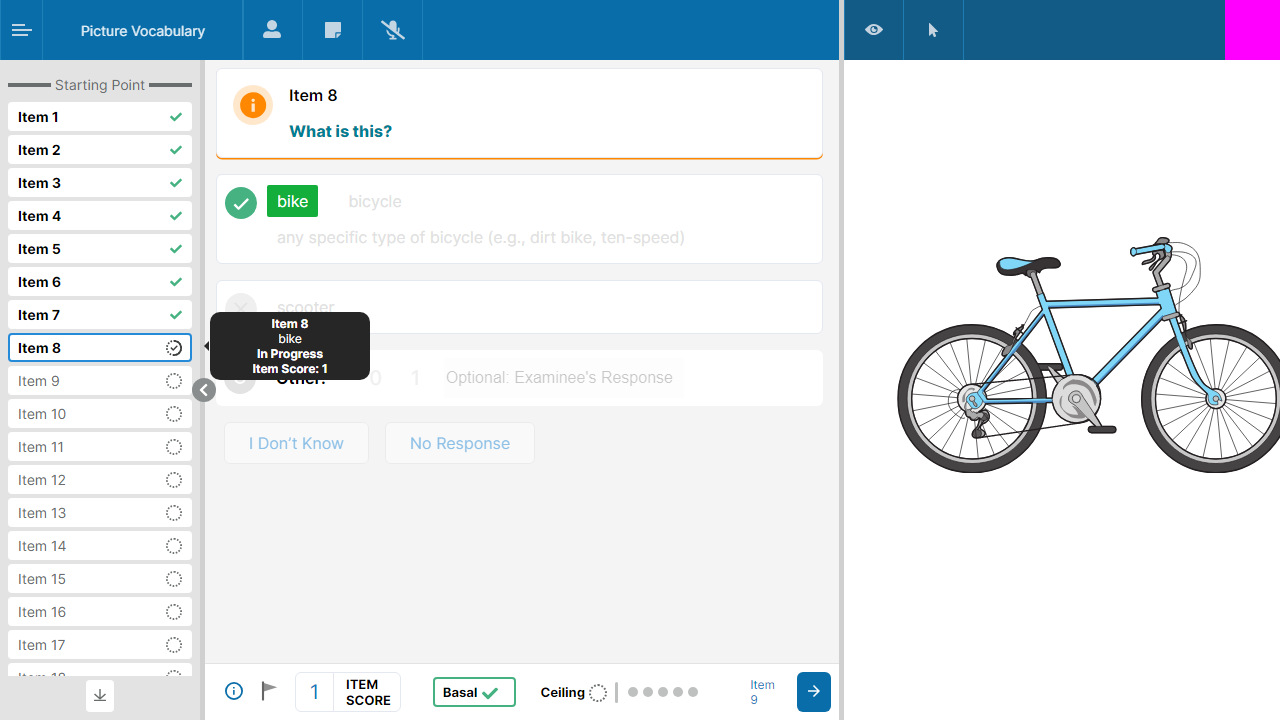 Picture Vocabulary
Starting Point
Item 1
Item 2
Item 3
Item 4
Item 5
Item 6
Item 7
Item 8
Item 9
Item 10
Item 11
Item 12
Item 13
Item 14
Item 15
Item 16
Item 17
Item 8
What is this?
bike bicycle
any specific type of bicycle (e.g., dirt bike, ten-speed)
scooter
Item 8
bike
In Progress
Item Score: 1
Other: 0 1 Optional: Examinee's Response
I Don't Know No Response
1 ITEM SCORE
Basal
Ceiling
Item 9